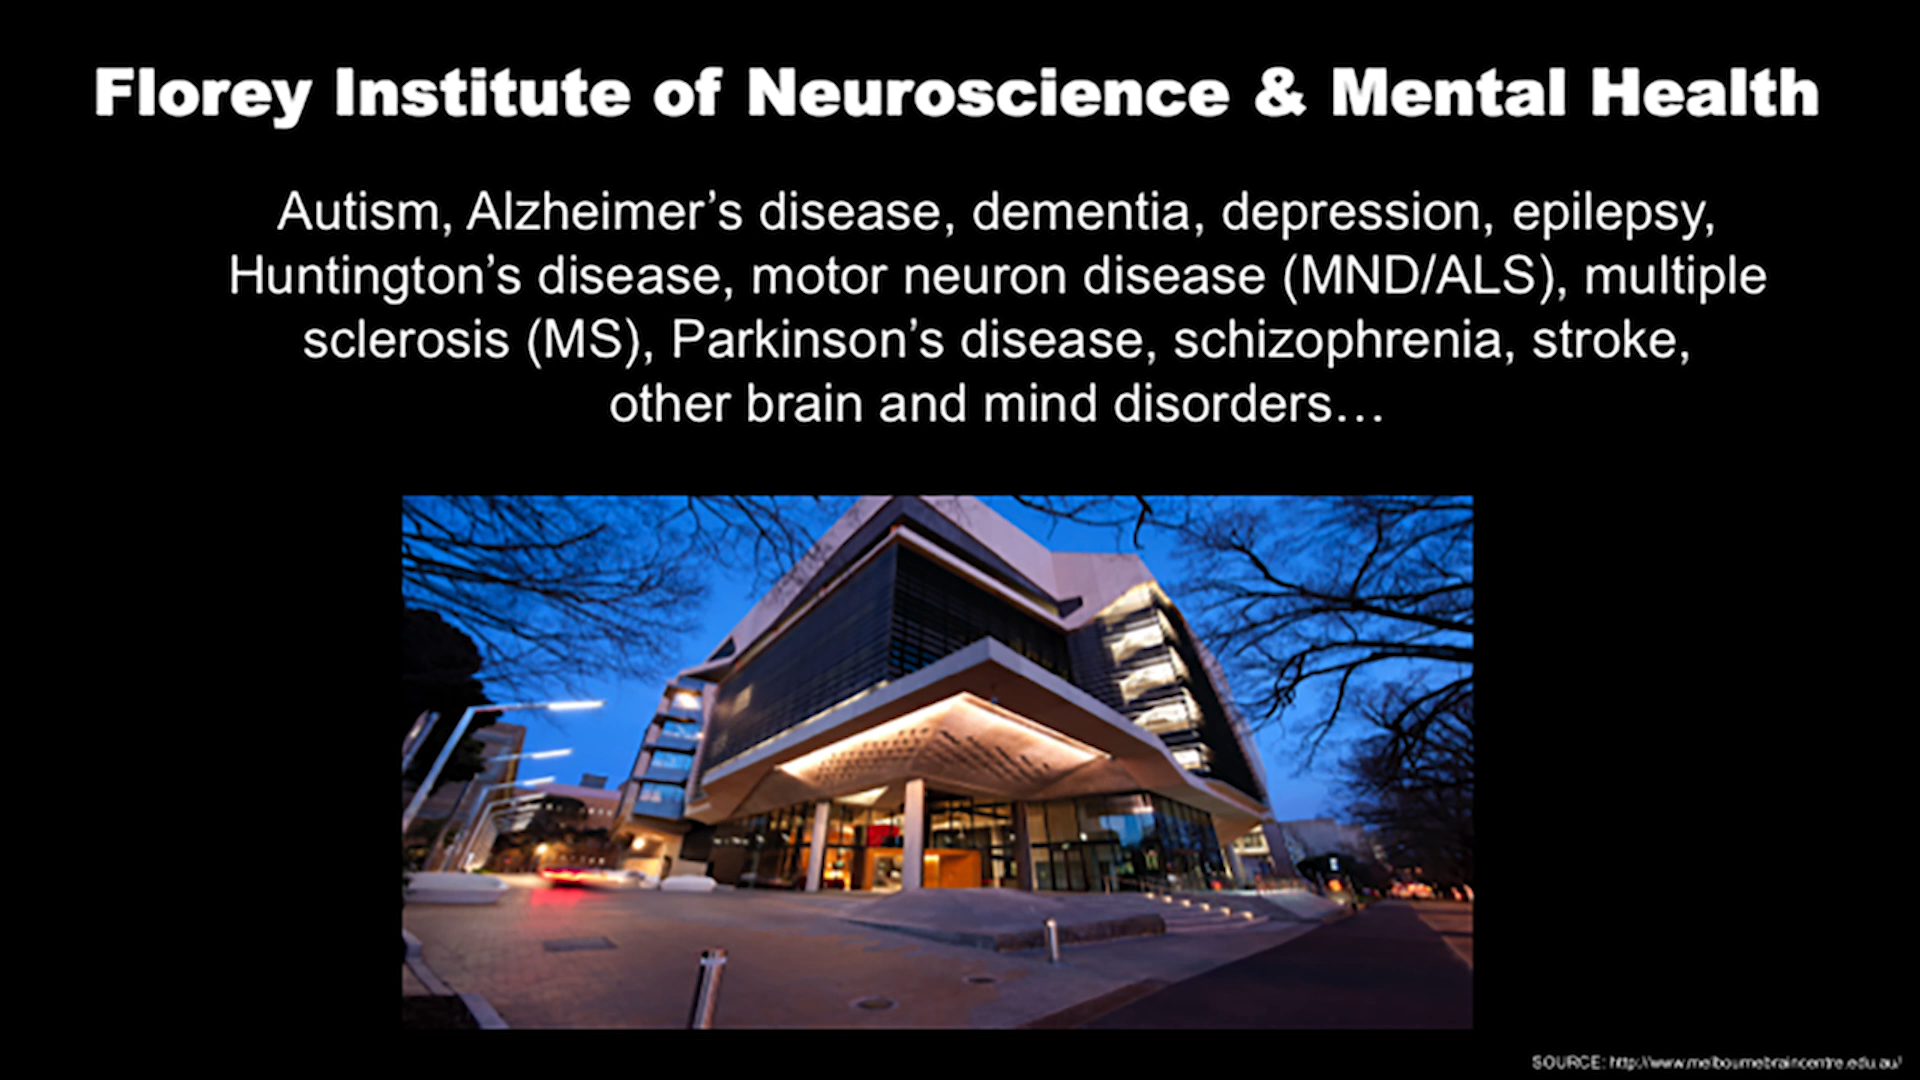 Florey Institute of Neuroscience & Mental Health
Autism, Alzheimer’s disease, dementia, depression, epilepsy,
Huntington’s disease, motor neuron disease (MND/ALS), multiple
sclerosis (MS), Parkinson’s disease, schizophrenia, stroke,
other brain and mind disorders…
SOURCE: http://www.melbournebraincentre.edu.au/